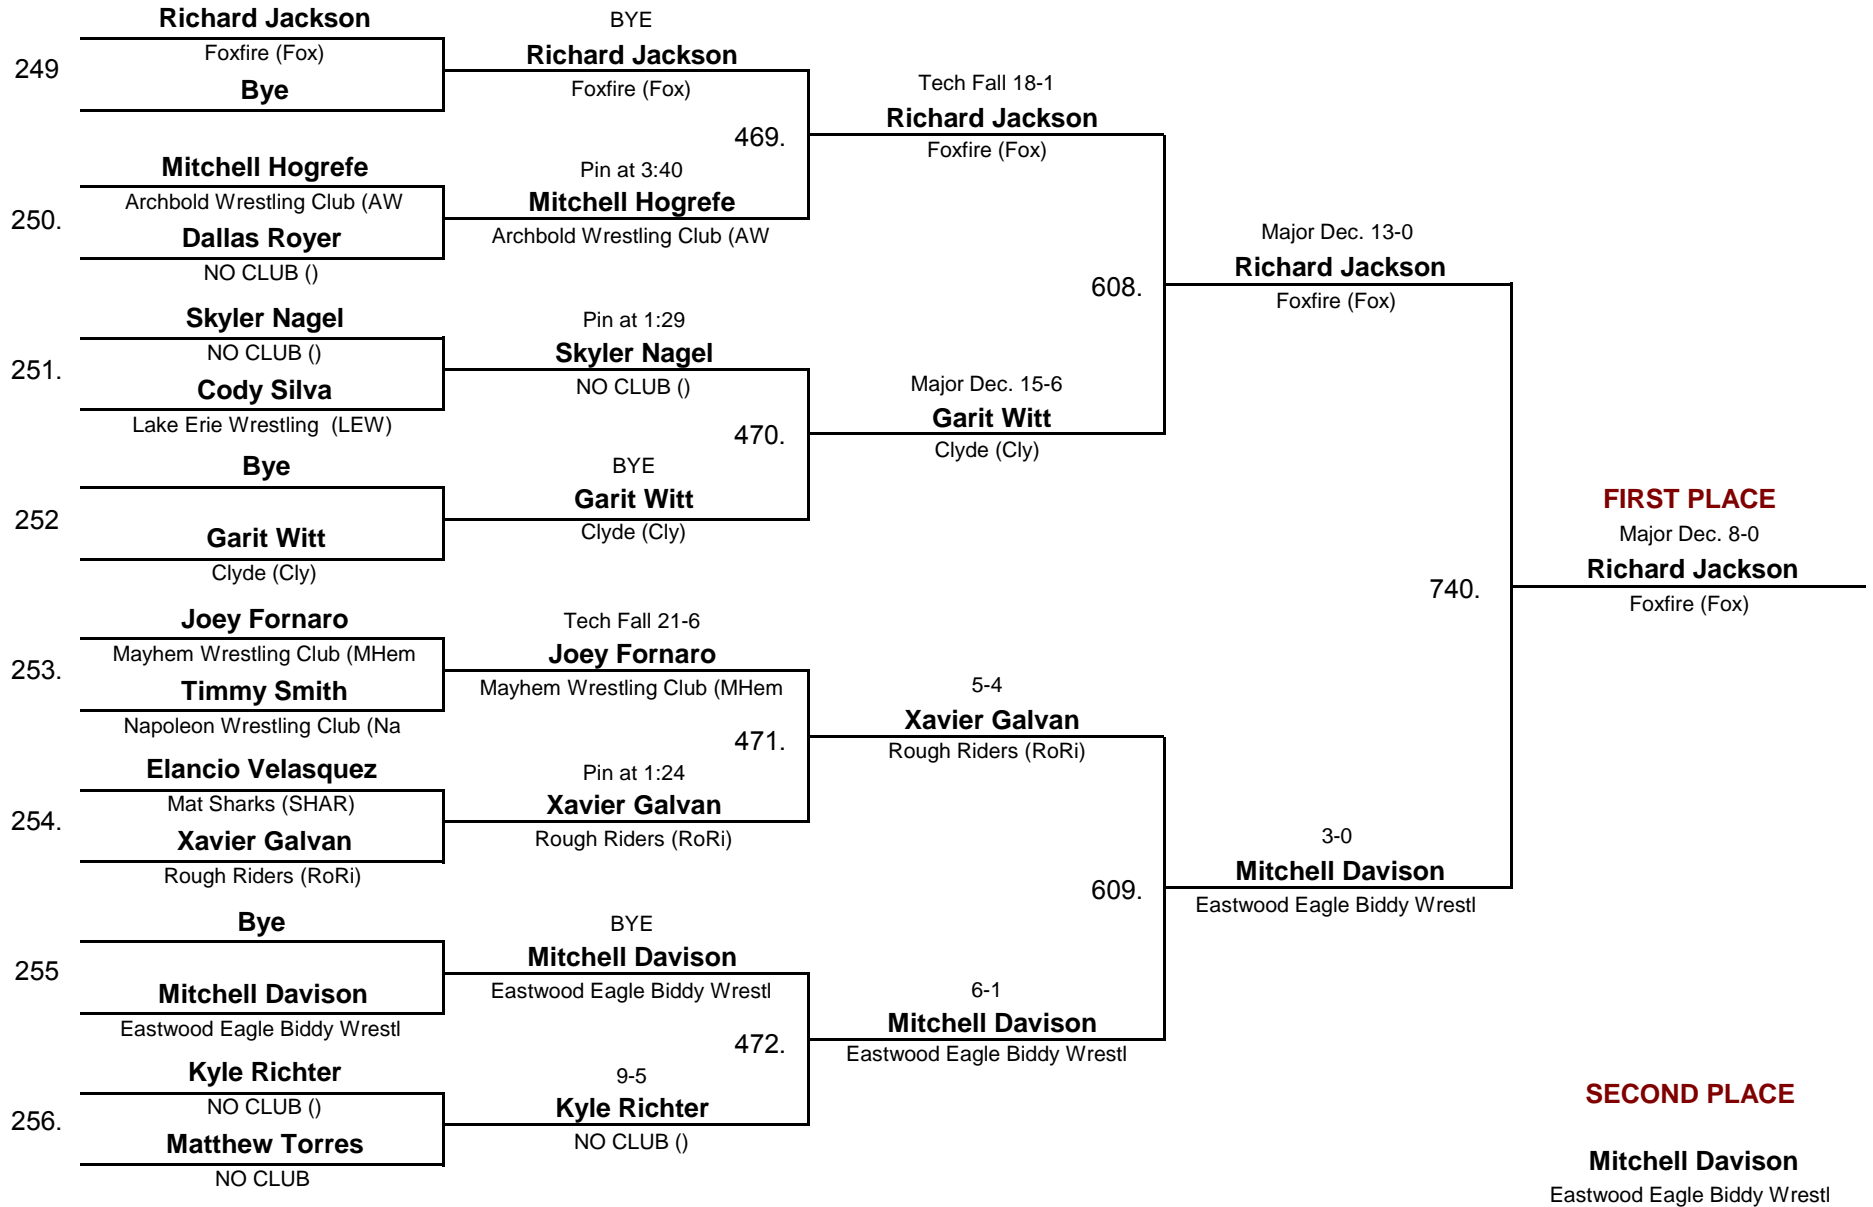 Richard Jackson
Foxfire (Fox)
249
Bye
BYE
Richard Jackson
Foxfire (Fox)
Mitchell Hogrefe
Archbold Wrestling Club (AW
250.
Dallas Royer
NO CLUB ()
469.
Pin at 3:40
Mitchell Hogrefe
Archbold Wrestling Club (AW
Tech Fall 18-1
Richard Jackson
Foxfire (Fox)
Skyler Nagel
NO CLUB ()
251.
Cody Silva
Lake Erie Wrestling  (LEW)
Pin at 1:29
Skyler Nagel
NO CLUB ()
Bye
252
Garit Witt
Clyde (Cly)
470.
BYE
Garit Witt
Clyde (Cly)
Major Dec. 15-6
Garit Witt
Clyde (Cly)
608.
Major Dec. 13-0
Richard Jackson
Foxfire (Fox)
Joey Fornaro
Mayhem Wrestling Club (MHem
253.
Timmy Smith
Napoleon Wrestling Club (Na
Tech Fall 21-6
Joey Fornaro
Mayhem Wrestling Club (MHem
Elancio Velasquez
Mat Sharks (SHAR)
254.
Xavier Galvan
Rough Riders (RoRi)
471.
Pin at 1:24
Xavier Galvan
Rough Riders (RoRi)
5-4
Xavier Galvan
Rough Riders (RoRi)
Bye
255
Mitchell Davison
Eastwood Eagle Biddy Wrestl
BYE
Mitchell Davison
Eastwood Eagle Biddy Wrestl
Kyle Richter
NO CLUB ()
256.
Matthew Torres
NO CLUB
472.
9-5
Kyle Richter
NO CLUB ()
6-1
Mitchell Davison
Eastwood Eagle Biddy Wrestl
609.
3-0
Mitchell Davison
Eastwood Eagle Biddy Wrestl
740.
FIRST PLACE
Major Dec. 8-0
Richard Jackson
Foxfire (Fox)
SECOND PLACE
Mitchell Davison
Eastwood Eagle Biddy Wrestl